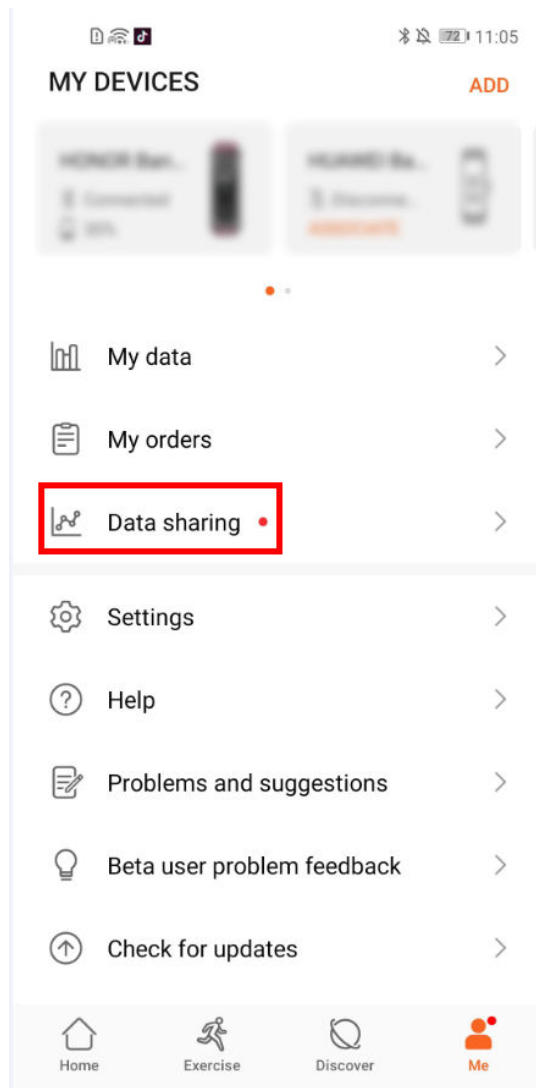 72 11:05
MY DEVICES
ADD
My data
My orders
Data sharing
Settings
Help
Problems and suggestions
Beta user problem feedback
Check for updates
Home
Exercise
Discover
Me